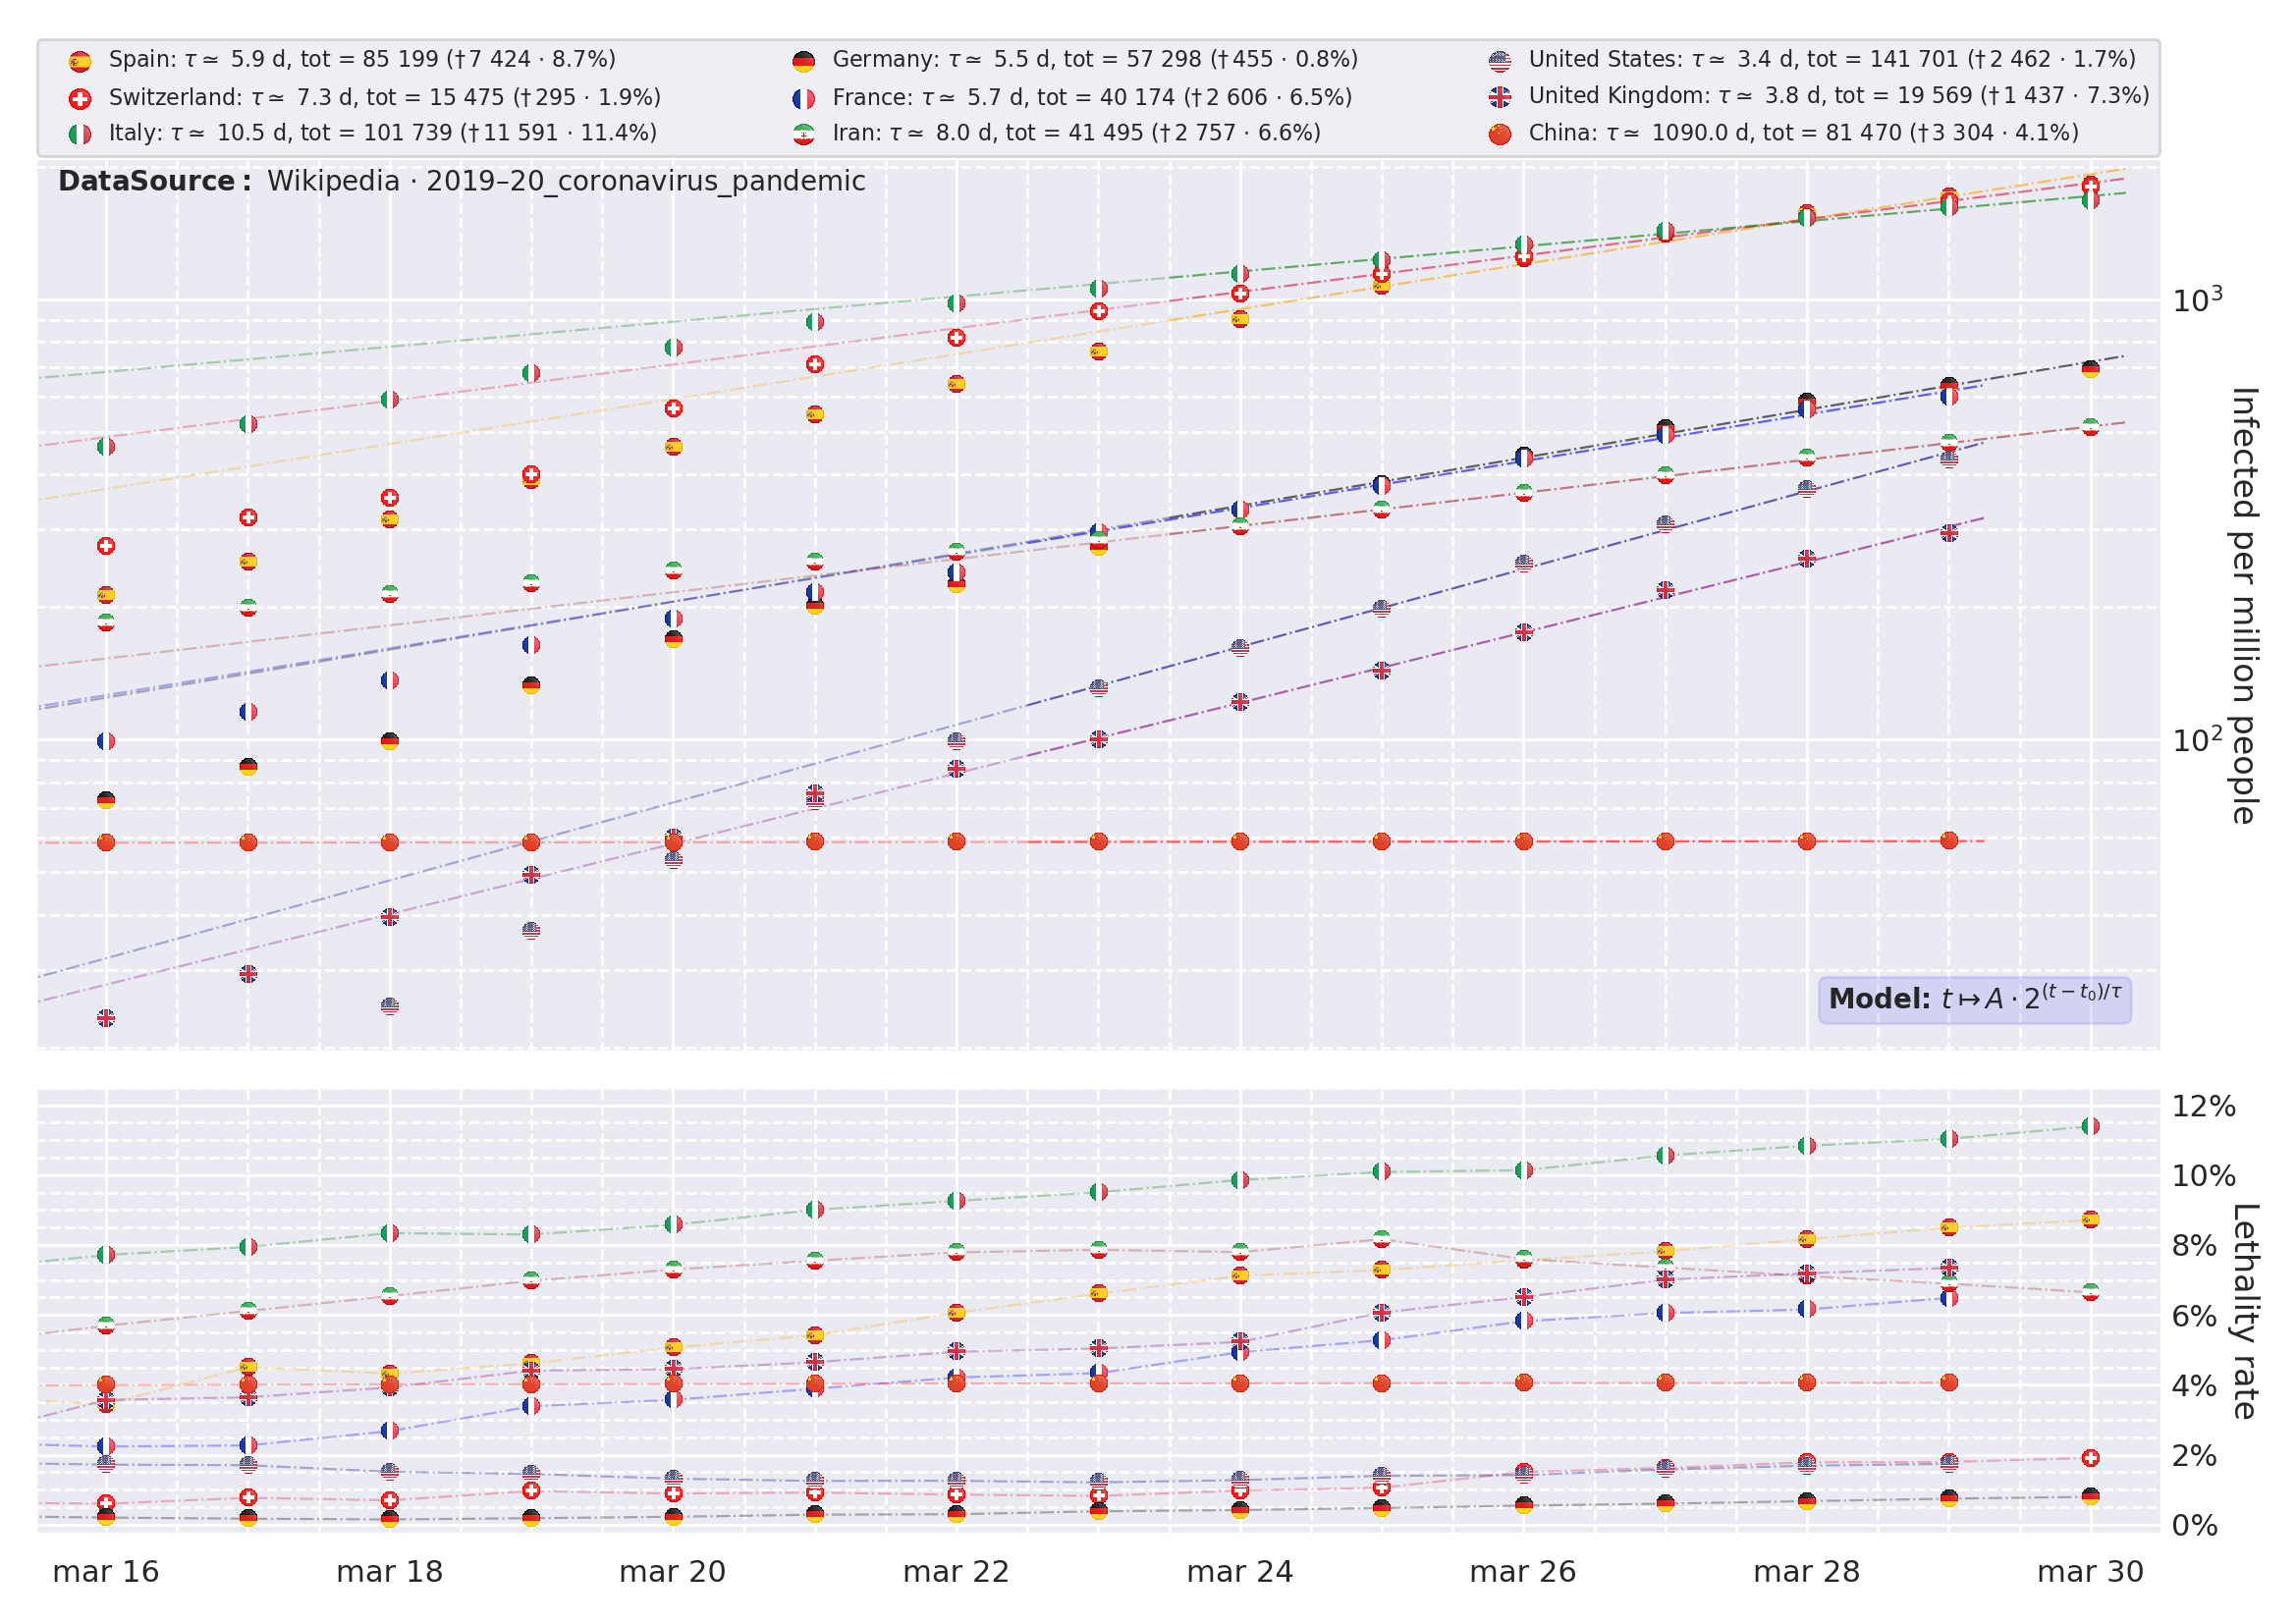 Spain: τ ≃ 5.9 d, tot = 85 199 († 7 424 · 8.7%)
Switzerland: τ ≃ 7.3 d, tot = 15 475 († 295 · 1.9%)
Italy: τ ≃ 10.5 d, tot = 101 739 († 11 591 · 11.4%)
Germany: τ ≃ 5.5 d, tot = 57 298 († 455 · 0.8%)
France: τ ≃ 5.7 d, tot = 40 174 († 2 606 · 6.5%)
Iran: τ ≃ 8.0 d, tot = 41 495 († 2 757 · 6.6%)
United States: τ ≃ 3.4 d, tot = 141 701 († 2 462 · 1.7%)
United Kingdom: τ ≃ 3.8 d, tot = 19 569 († 1 437 · 7.3%)
China: τ ≃ 1090.0 d, tot = 81 470 († 3 304 · 4.1%)
DataSource : Wikipedia · 2019–20_coronavirus_pandemic
10³
10²
Infected per million people
Model: t ↦ A · 2^(t − t₀)/τ
12%
10%
8%
6%
4%
2%
0%
Lethality rate
mar 16
mar 18
mar 20
mar 22
mar 24
mar 26
mar 28
mar 30